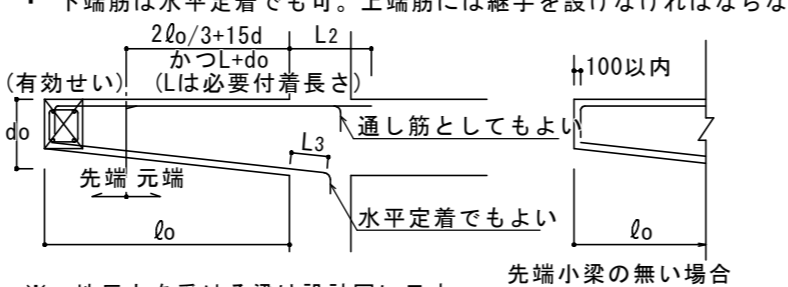 ・ 下端筋は水平定着でも可。上端筋には継手を設けなければならな
2ℓo/3+15d L2
かつL+do
(有効せい) (Lは必要付着長さ)
100以内
do
通し筋としてもよい
L3
先端 元端
水平定着でもよい
ℓo ℓo
先端小梁の無い場合